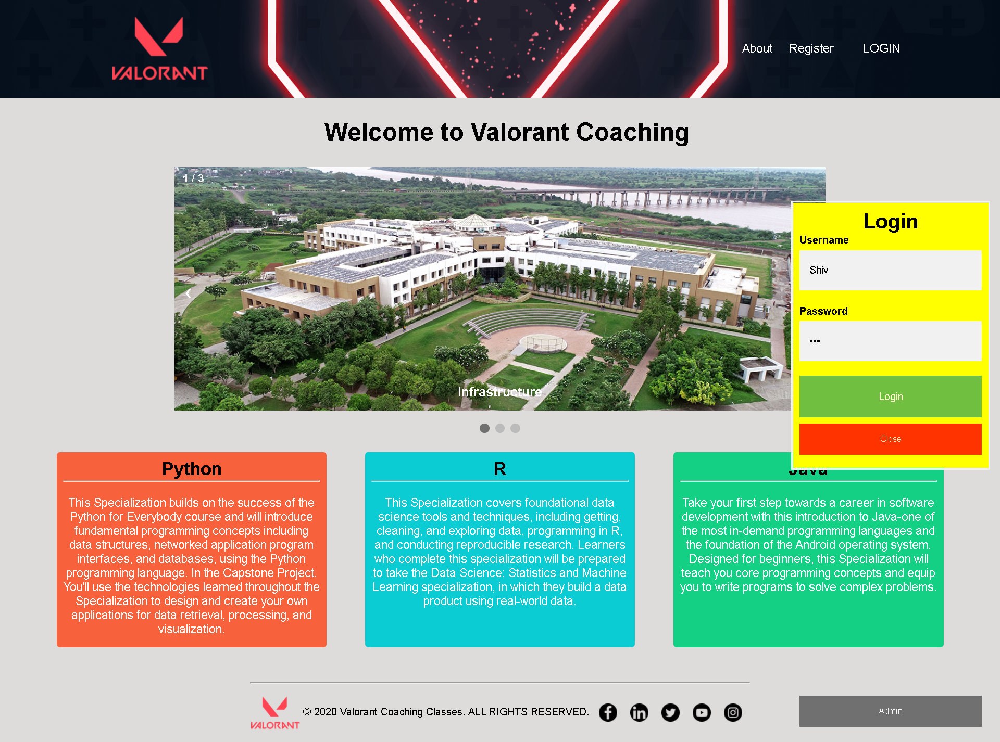 VALORANT
About Register LOGIN
Welcome to Valorant Coaching
1 / 3
Infrastructure
Login
Username
Shiv
Password
•••
Login
Close
Python
This Specialization builds on the success of the
Python for Everybody course and will introduce
fundamental programming concepts including
data structures, networked application program
interfaces, and databases, using the Python
programming language. In the Capstone Project.
You'll use the technologies learned throughout the
Specialization to design and create your own
applications for data retrieval, processing, and
visualization.
R
This Specialization covers foundational data
science tools and techniques, including getting,
cleaning, and exploring data, programming in R,
and conducting reproducible research. Learners
who complete this specialization will be prepared
to take the Data Science: Statistics and Machine
Learning specialization, in which they build a data
product using real-world data.
Java
Take your first step towards a career in software
development with this introduction to Java-one of
the most in-demand programming languages and
the foundation of the Android operating system.
Designed for beginners, this Specialization will
teach you core programming concepts and equip
you to write programs to solve complex problems.
VALORANT
© 2020 Valorant Coaching Classes. ALL RIGHTS RESERVED.
Admin